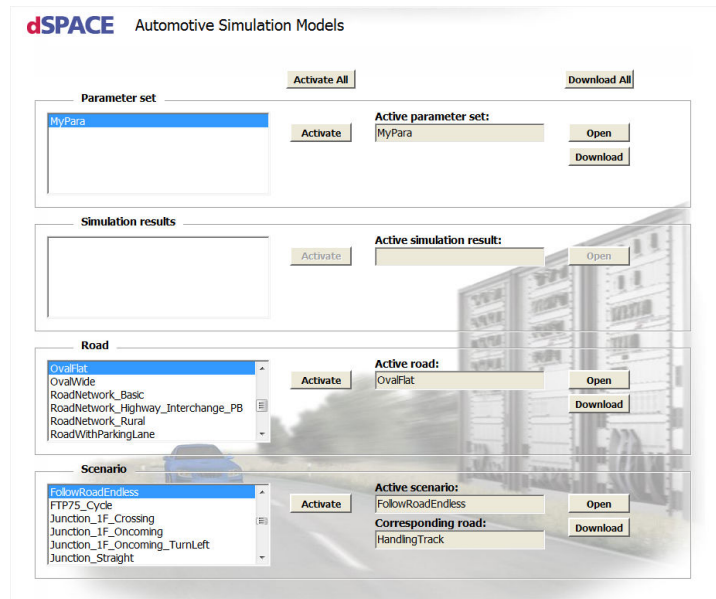 dSPACE Automotive Simulation Models
Activate All Download All
Parameter set
MyPara
Activate
Active parameter set:
MyPara
Open
Download
Simulation results
Activate
Active simulation result:
Open
Road
OvalFlat
OvalWide
RoadNetwork_Basic
RoadNetwork_Highway_Interchange_PB
RoadNetwork_Rural
RoadWithParkingLane
Activate
Active road:
OvalFlat
Open
Download
Scenario
FollowRoadEndless
FTP75_Cycle
Junction_1F_Crossing
Junction_1F_Oncoming
Junction_1F_Oncoming_TurnLeft
Junction_Straight
Activate
Active scenario:
FollowRoadEndless
Corresponding road:
HandlingTrack
Open
Download